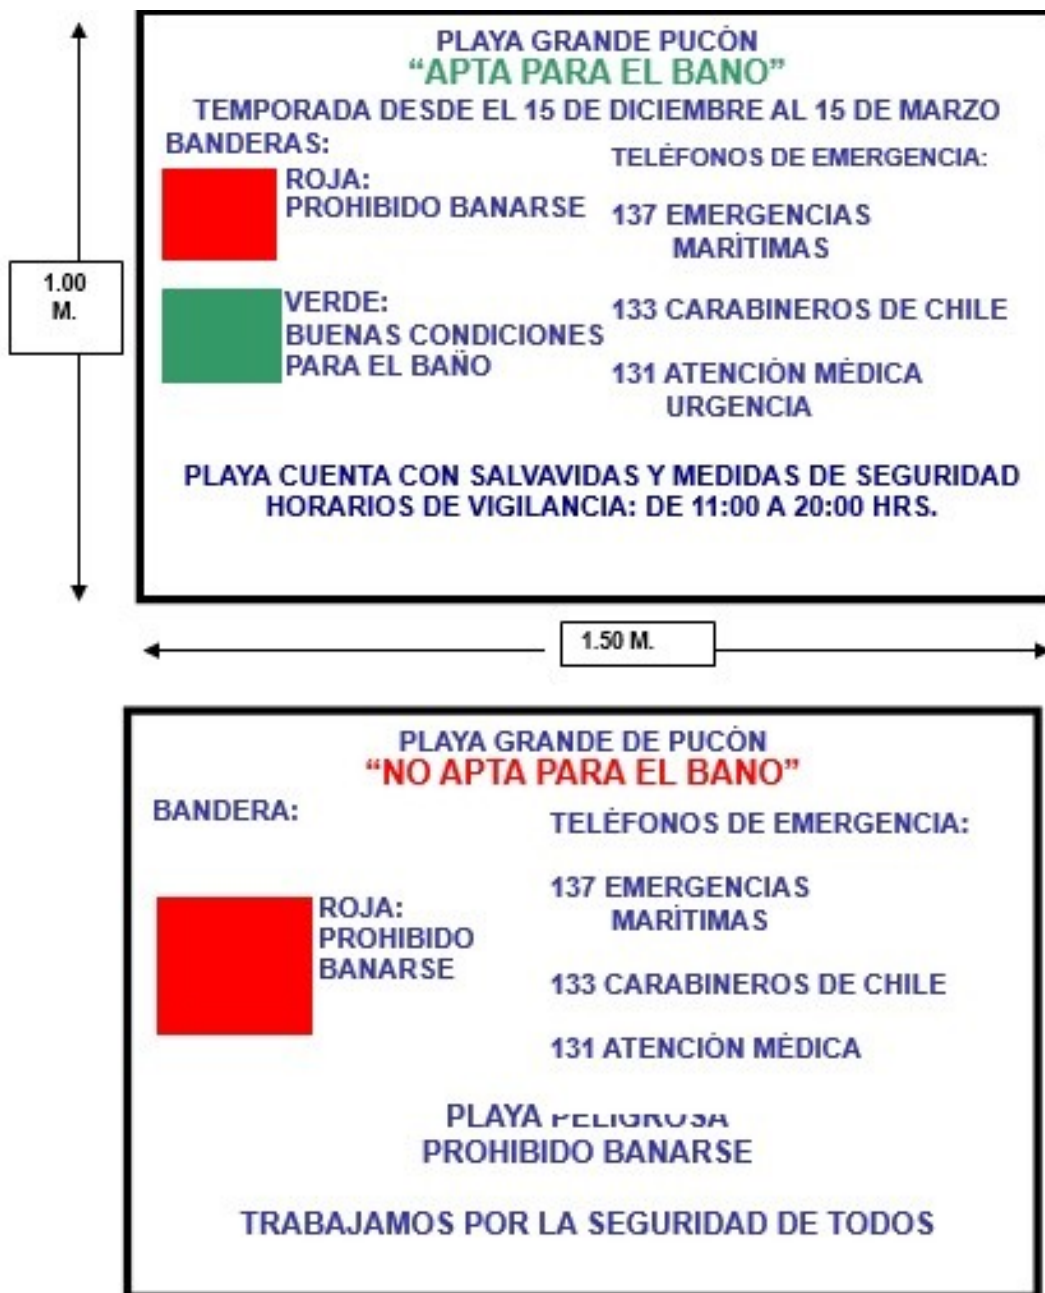 PLAYA GRANDE PUCÓN
“APTA PARA EL BANO”
TEMPORADA DESDE EL 15 DE DICIEMBRE AL 15 DE MARZO
BANDERAS:
ROJA:
PROHIBIDO BANARSE
VERDE:
BUENAS CONDICIONES
PARA EL BAÑO
TELÉFONOS DE EMERGENCIA:
137 EMERGENCIAS
MARÍTIMAS
133 CARABINEROS DE CHILE
131 ATENCIÓN MÉDICA
URGENCIA
PLAYA CUENTA CON SALVAVIDAS Y MEDIDAS DE SEGURIDAD
HORARIOS DE VIGILANCIA: DE 11:00 A 20:00 HRS.
1.00
M.
1.50 M.
PLAYA GRANDE DE PUCÓN
“NO APTA PARA EL BANO”
BANDERA:
ROJA:
PROHIBIDO
BANARSE
TELÉFONOS DE EMERGENCIA:
137 EMERGENCIAS
MARÍTIMAS
133 CARABINEROS DE CHILE
131 ATENCIÓN MÉDICA
PLAYA PELIGROSA
PROHIBIDO BANARSE
TRABAJAMOS POR LA SEGURIDAD DE TODOS